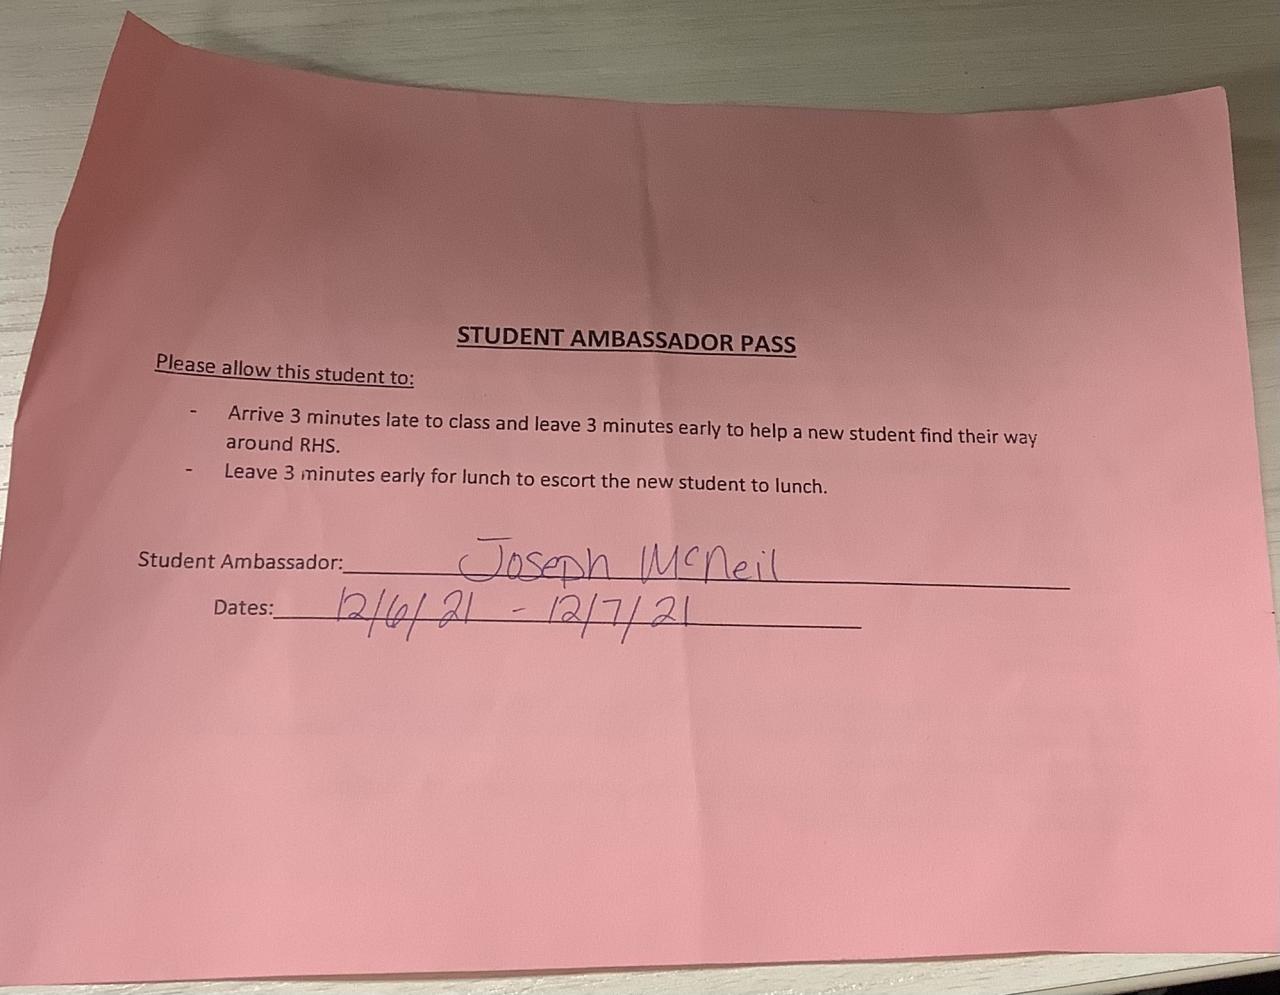 STUDENT AMBASSADOR PASS
Please allow this student to:
- Arrive 3 minutes late to class and leave 3 minutes early to help a new student find their way
around RHS.
- Leave 3 minutes early for lunch to escort the new student to lunch.
Student Ambassador: Joseph McNeil
Dates: 12/6/21 - 12/7/21